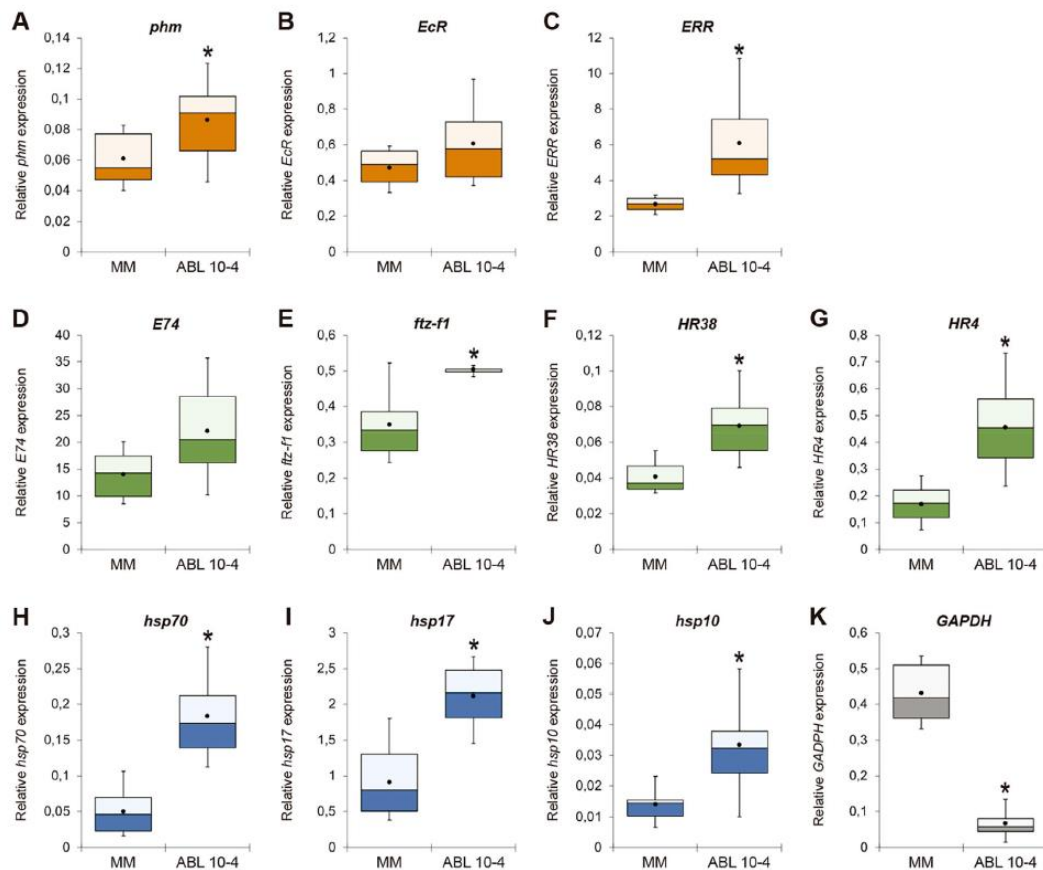 A
phm
Relative phm expression
0,14
0,12
0,1
0,08
0,06
0,04
0,02
0
MM
ABL 10-4
*
B
EcR
Relative EcR expression
1,2
1
0,8
0,6
0,4
0,2
0
MM
ABL 10-4
C
ERR
Relative ERR expression
12
10
8
6
4
2
0
MM
ABL 10-4
*
D
E74
Relative E74 expression
40
35
30
25
20
15
10
5
0
MM
ABL 10-4
E
ftz-f1
Relative ftz-f1 expression
0,6
0,5
0,4
0,3
0,2
0,1
0
MM
ABL 10-4
*
F
HR38
Relative HR38 expression
0,12
0,1
0,08
0,06
0,04
0,02
0
MM
ABL 10-4
*
G
HR4
Relative HR4 expression
0,8
0,7
0,6
0,5
0,4
0,3
0,2
0,1
0
MM
ABL 10-4
*
H
hsp70
Relative hsp70 expression
0,3
0,25
0,2
0,15
0,1
0,05
0
MM
ABL 10-4
*
I
hsp17
Relative hsp17 expression
3
2,5
2
1,5
1
0,5
0
MM
ABL 10-4
*
J
hsp10
Relative hsp10 expression
0,07
0,06
0,05
0,04
0,03
0,02
0,01
0
MM
ABL 10-4
*
K
GAPDH
Relative GADPH expression
0,6
0,5
0,4
0,3
0,2
0,1
0
MM
ABL 10-4
*